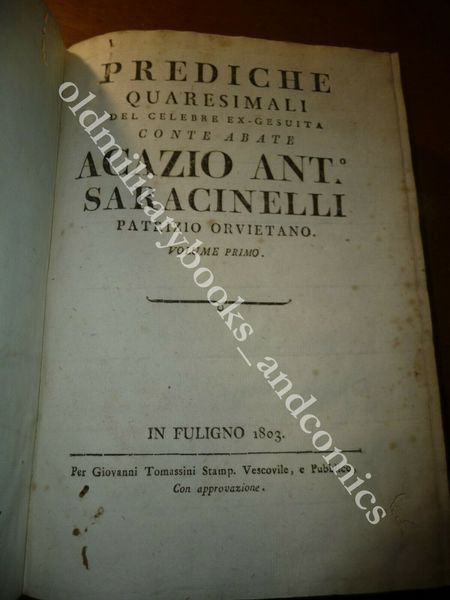 PREDICHE
QUARESIMALI
DEL CELEBRE EX-GESUITA
CONTE ABATE
AGAZIO ANT.º
SARACINELLI
PATRIZIO ORVIETANO.
VOLUME PRIMO.
IN FULIGNO 1803.
Per Giovanni Tomassini Stamp. Vescovile, e Pubblico
Con approvazione.
oldmilitarybooks_andcomics